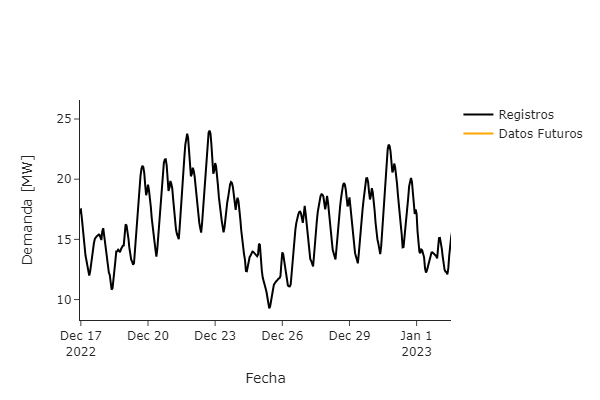 Registros
Datos Futuros
Demanda [MW]
25
20
15
10
Dec 17
2022
Dec 20
Dec 23
Dec 26
Dec 29
Jan 1
2023
Fecha